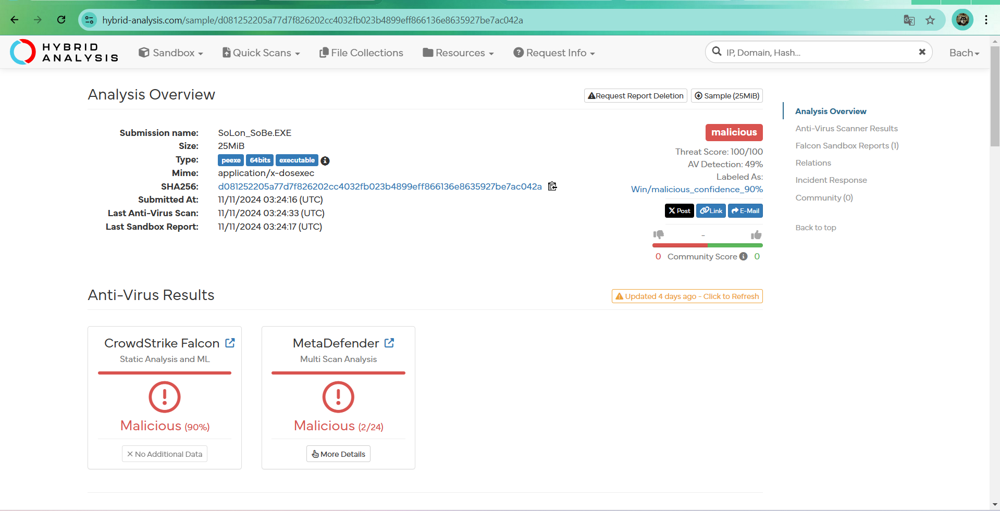 hybrid-analysis.com/sample/d081252205a77d7f826202cc4032fb023b4899eff866136e8635927be7ac042a
HYBRID
ANALYSIS
Sandbox
Quick Scans
File Collections
Resources
Request Info
IP, Domain, Hash...
Bach
Analysis Overview
Request Report Deletion
Sample (25MiB)
Submission name: SoLon_SoBe.EXE
Size: 25MiB
Type: peexe 64bits executable
Mime: application/x-dosexec
SHA256: d081252205a77d7f826202cc4032fb023b4899eff866136e8635927be7ac042a
Submitted At: 11/11/2024 03:24:16 (UTC)
Last Anti-Virus Scan: 11/11/2024 03:24:33 (UTC)
Last Sandbox Report: 11/11/2024 03:24:17 (UTC)
malicious
Threat Score: 100/100
AV Detection: 49%
Labeled As:
Win/malicious_confidence_90%
X Post
Link
E-Mail
-
0 Community Score 0
Analysis Overview
Anti-Virus Scanner Results
Falcon Sandbox Reports (1)
Relations
Incident Response
Community (0)
Back to top
Anti-Virus Results
Updated 4 days ago - Click to Refresh
CrowdStrike Falcon
Static Analysis and ML
Malicious (90%)
No Additional Data
MetaDefender
Multi Scan Analysis
Malicious (2/24)
More Details